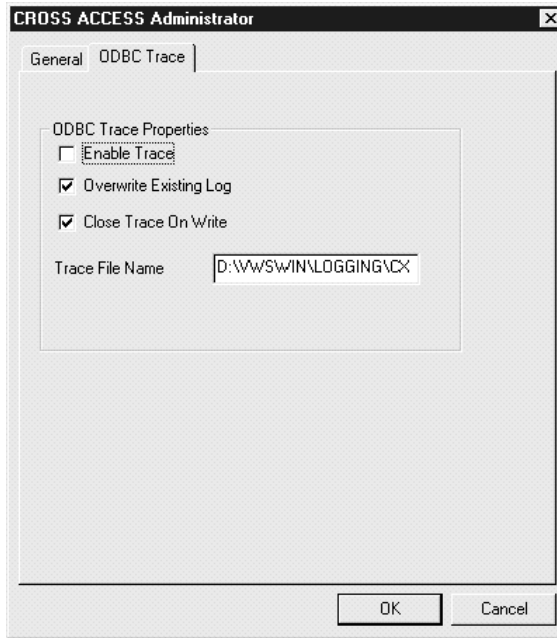 CROSS ACCESS Administrator
General ODBC Trace
ODBC Trace Properties
Enable Trace
Overwrite Existing Log
Close Trace On Write
Trace File Name D:\VWSWIN\LOGGING\CX
OK Cancel